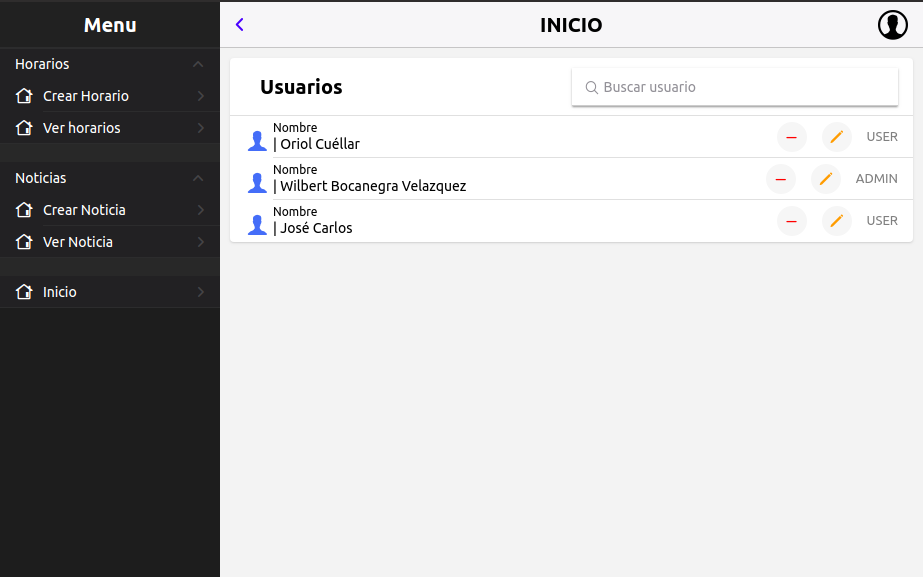 Menu
Horarios
Crear Horario
Ver horarios
Noticias
Crear Noticia
Ver Noticia
Inicio
INICIO
Usuarios
Buscar usuario
Nombre
| Oriol Cuéllar
USER
Nombre
| Wilbert Bocanegra Velazquez
ADMIN
Nombre
| José Carlos
USER